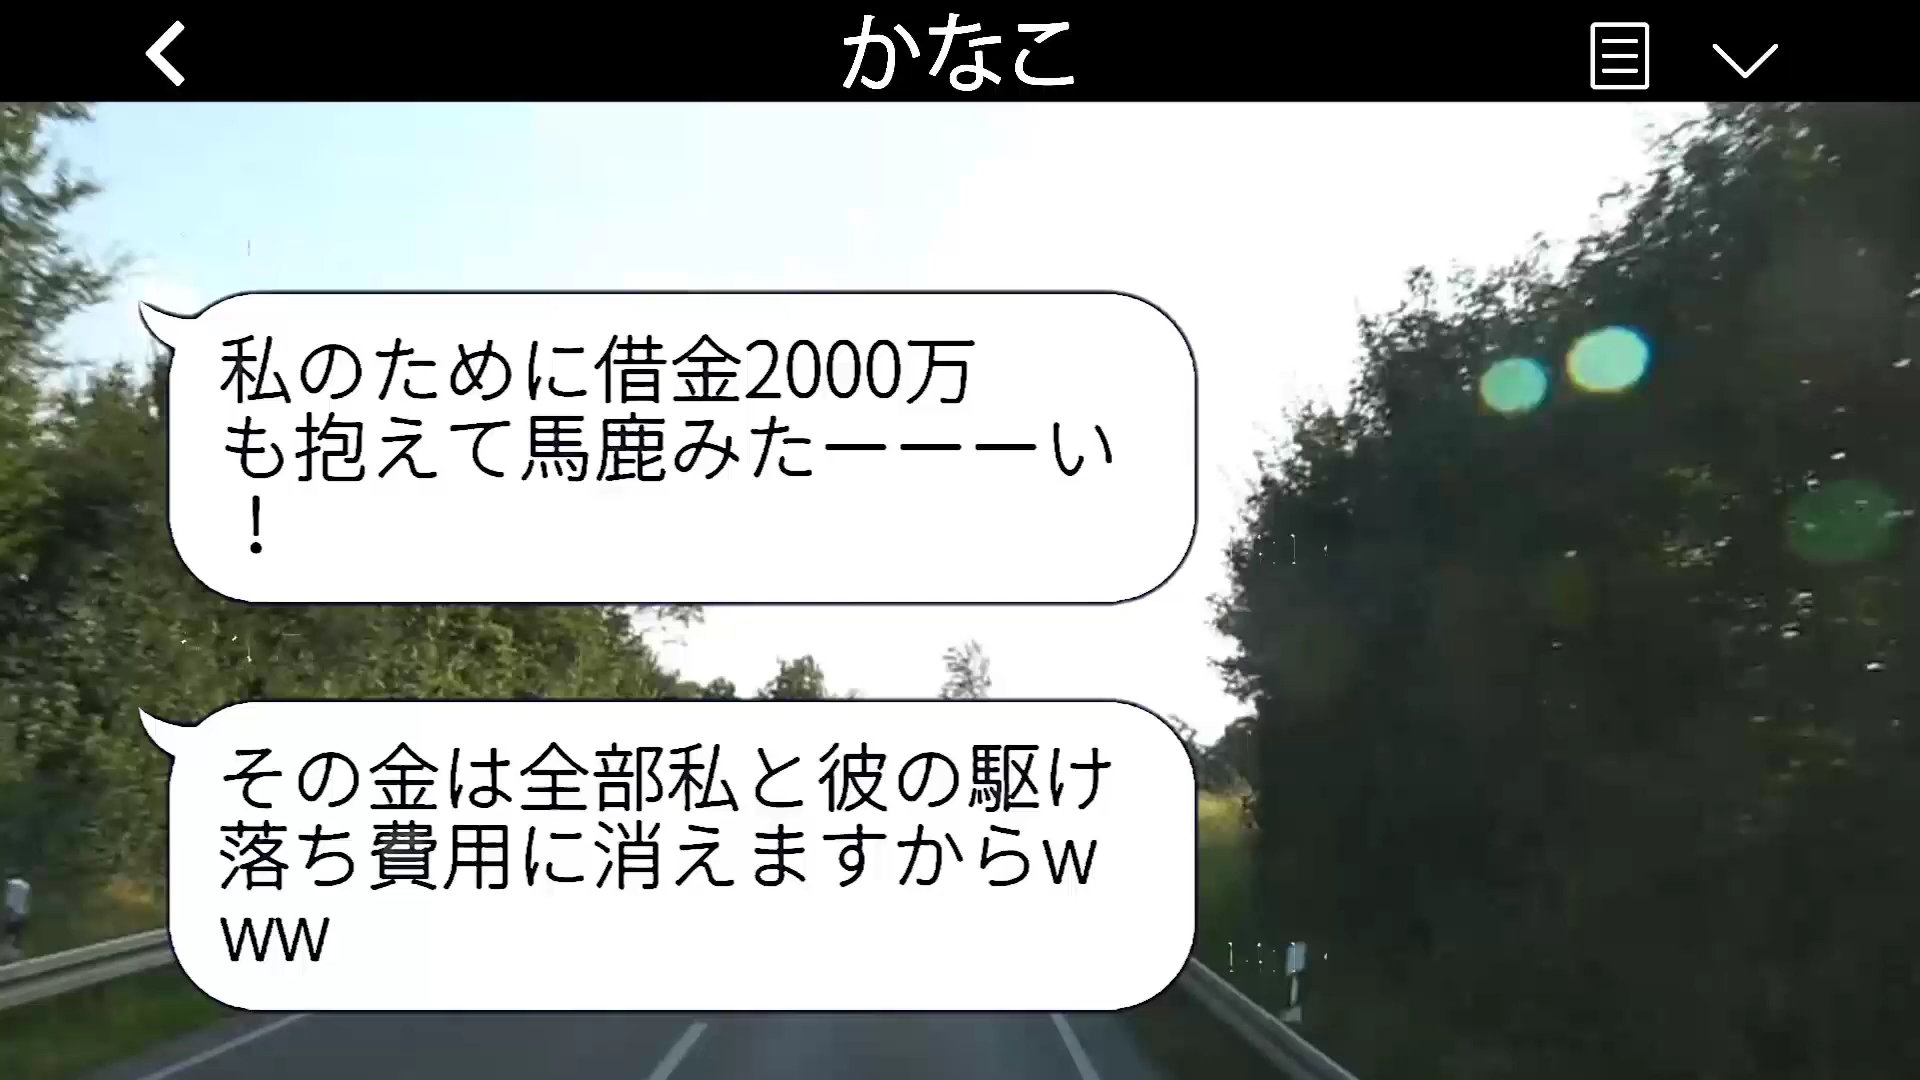 かなこ
私のために借金2000万
も抱えて馬鹿みたーーーい
！
その金は全部私と彼の駆け
落ち費用に消えますからw
ww